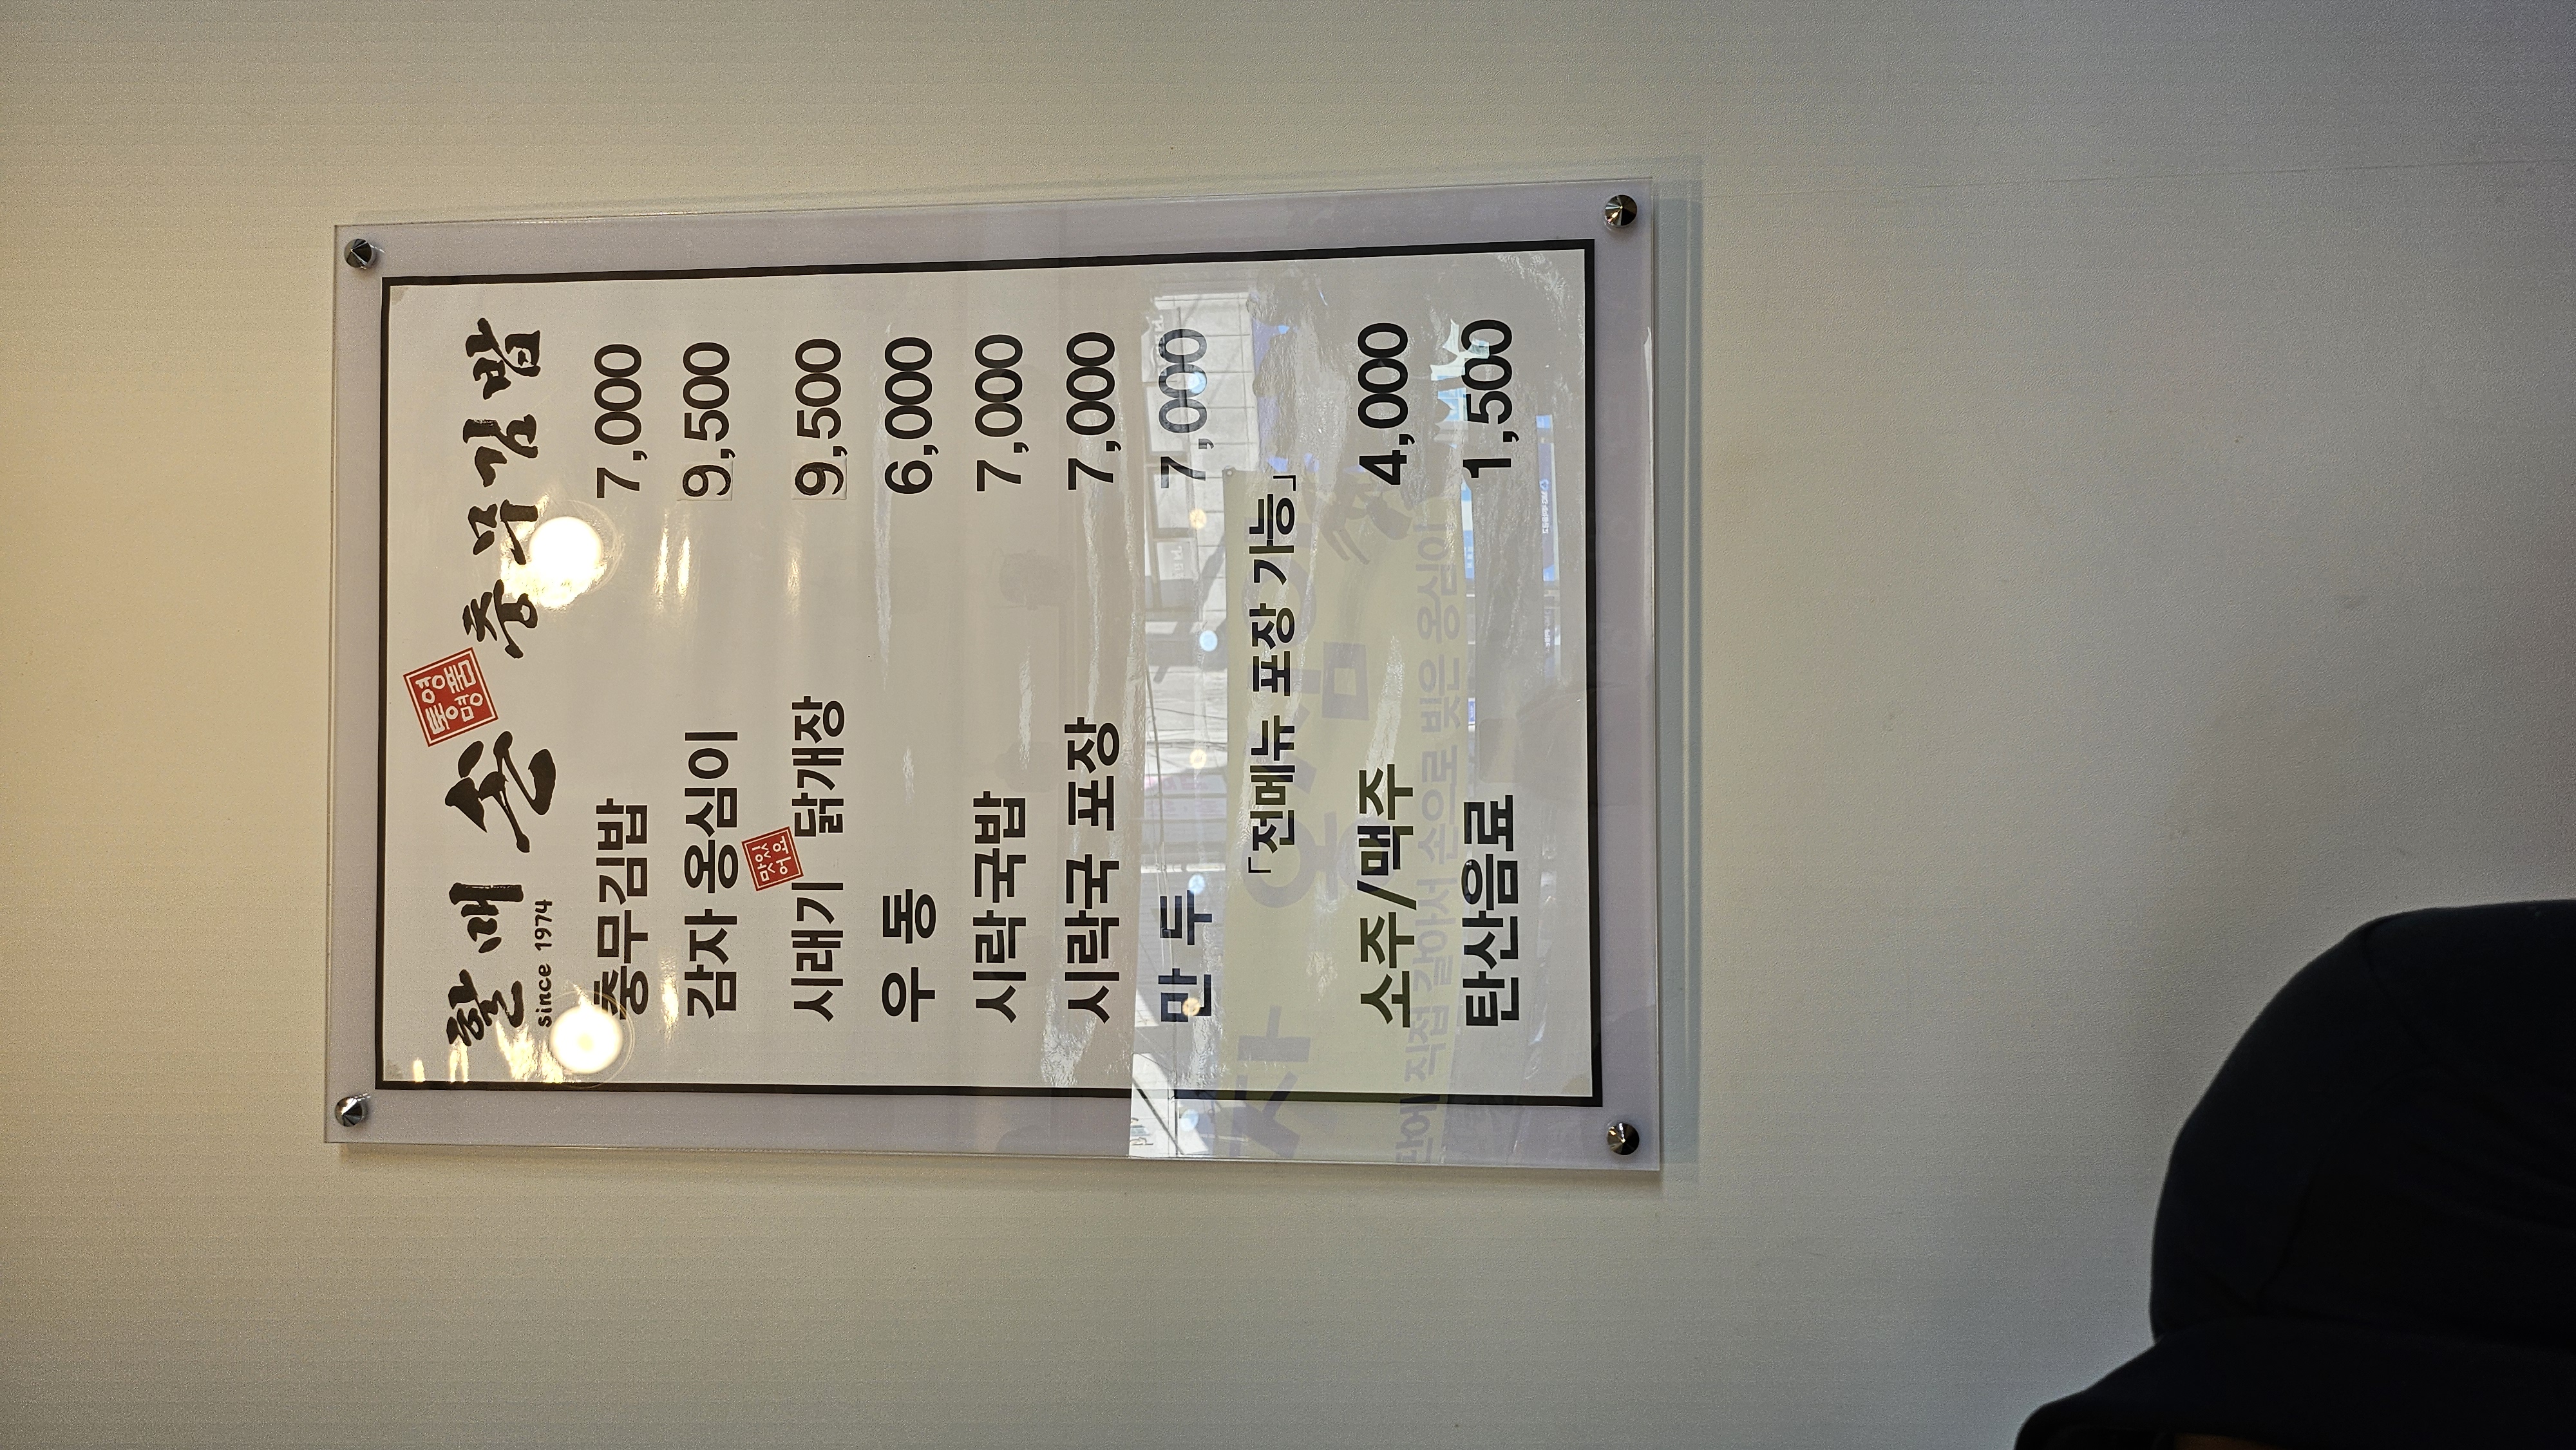 할매손충무김밥
통영
명품
since 1974
충무김밥 7,000
감자 옹심이 9,500
맛있
어요
시래기 닭개장 9,500
우 동 6,000
시락국밥 7,000
시락국 포장 7,000
만 두 7,000
「전메뉴 포장 가능」
소주/맥주 4,000
탄산음료 1,500